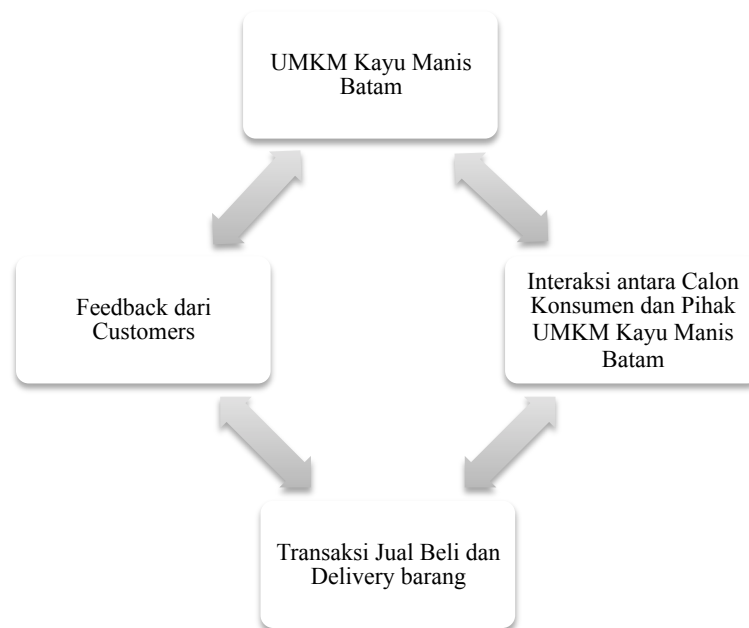 UMKM Kayu Manis
Batam
Feedback dari
Customers
Interaksi antara Calon
Konsumen dan Pihak
UMKM Kayu Manis
Batam
Transaksi Jual Beli dan
Delivery barang